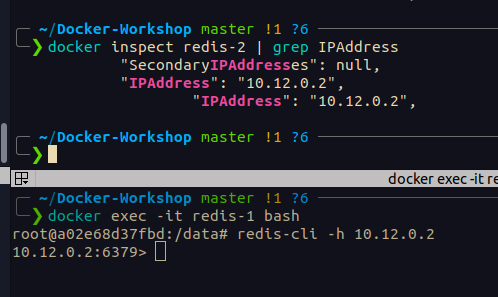 ~/Docker-Workshop master !1 ?6
❯ docker inspect redis-2 | grep IPAddress
"SecondaryIPAddresses": null,
"IPAddress": "10.12.0.2",
"IPAddress": "10.12.0.2",
~/Docker-Workshop master !1 ?6
❯
docker exec -it re
~/Docker-Workshop master !1 ?6
❯ docker exec -it redis-1 bash
root@a02e68d37fbd:/data# redis-cli -h 10.12.0.2
10.12.0.2:6379>